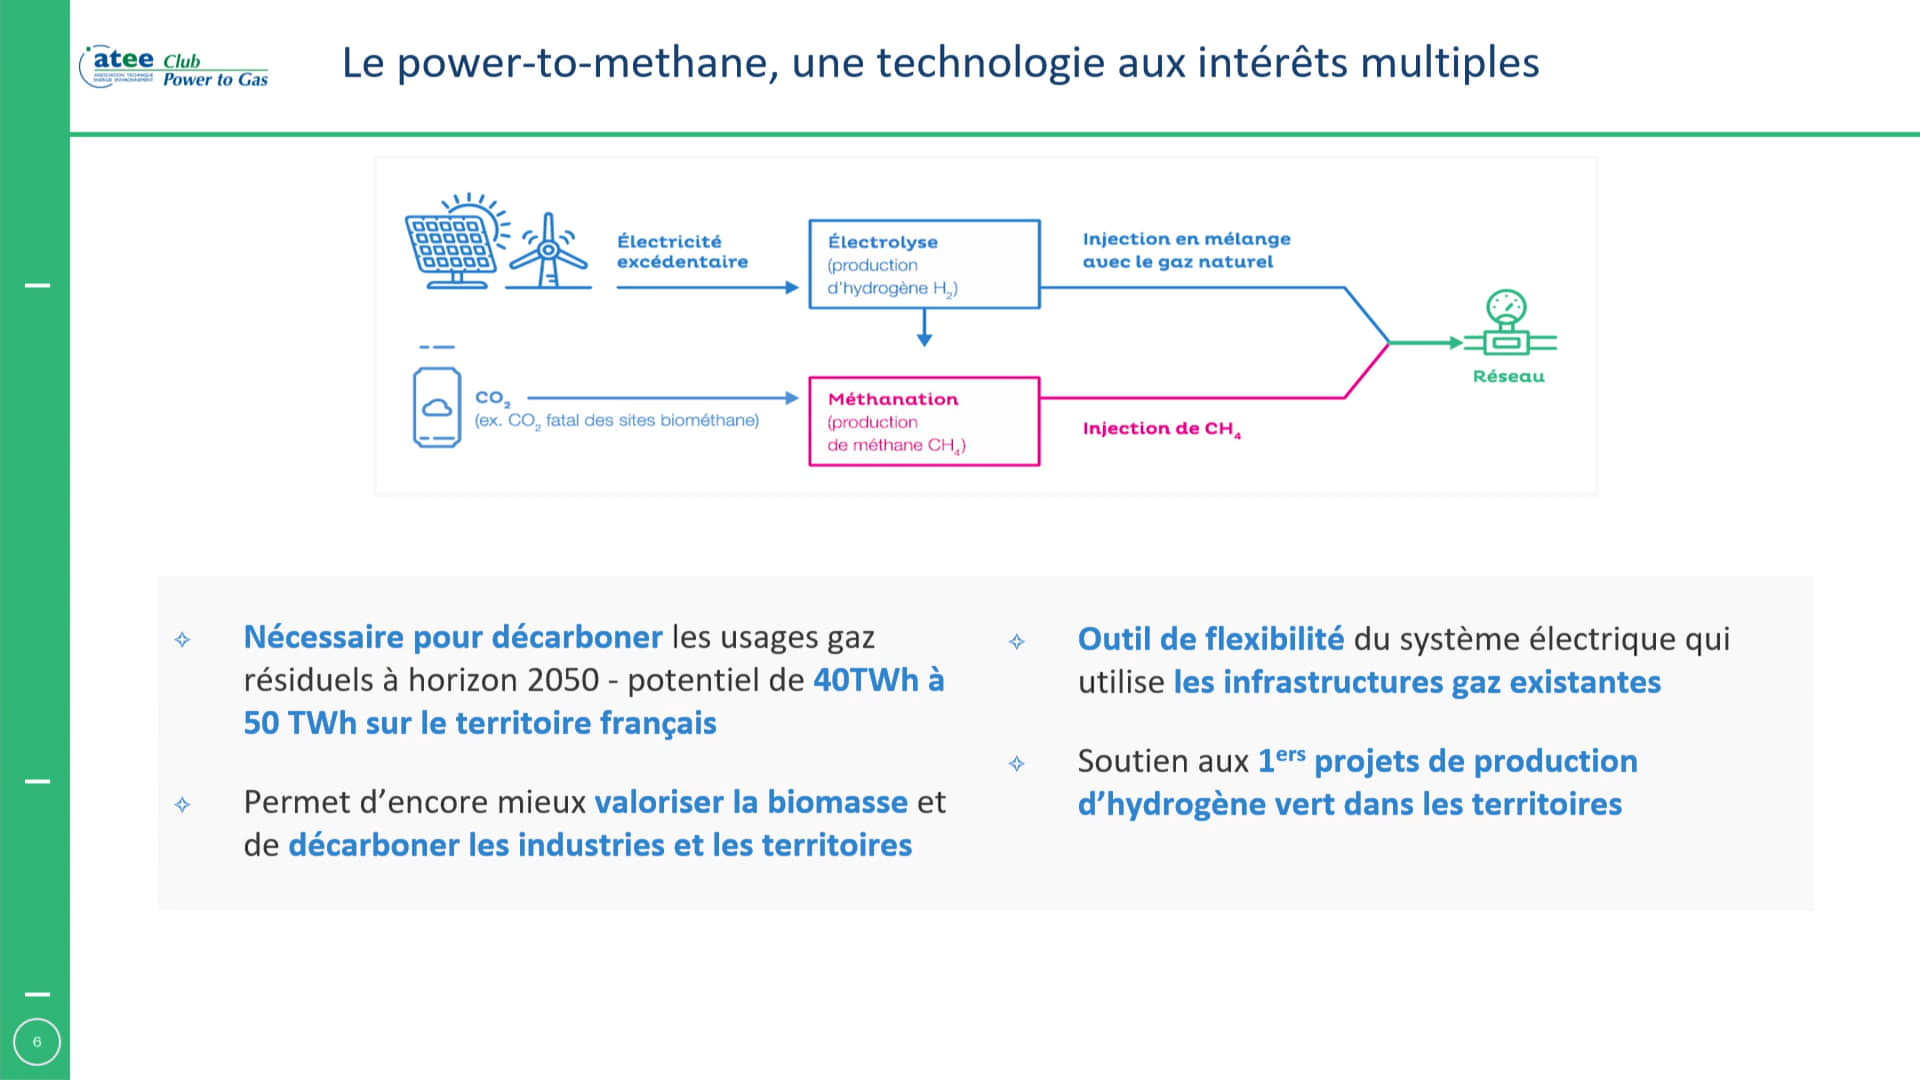 atee Club
ASSOCIATION TECHNIQUE
ENERGIE ENVIRONNEMENT
Power to Gas
Le power-to-methane, une technologie aux intérêts multiples
Électricité
excédentaire
Électrolyse
(production
d'hydrogène H₂)
Injection en mélange
avec le gaz naturel
Réseau
CO₂
(ex. CO₂ fatal des sites biométhane)
Méthanation
(production
de méthane CH₄)
Injection de CH₄
Nécessaire pour décarboner les usages gaz
résiduels à horizon 2050 - potentiel de 40TWh à
50 TWh sur le territoire français
Permet d’encore mieux valoriser la biomasse et
de décarboner les industries et les territoires
Outil de flexibilité du système électrique qui
utilise les infrastructures gaz existantes
Soutien aux 1ers projets de production
d’hydrogène vert dans les territoires
6